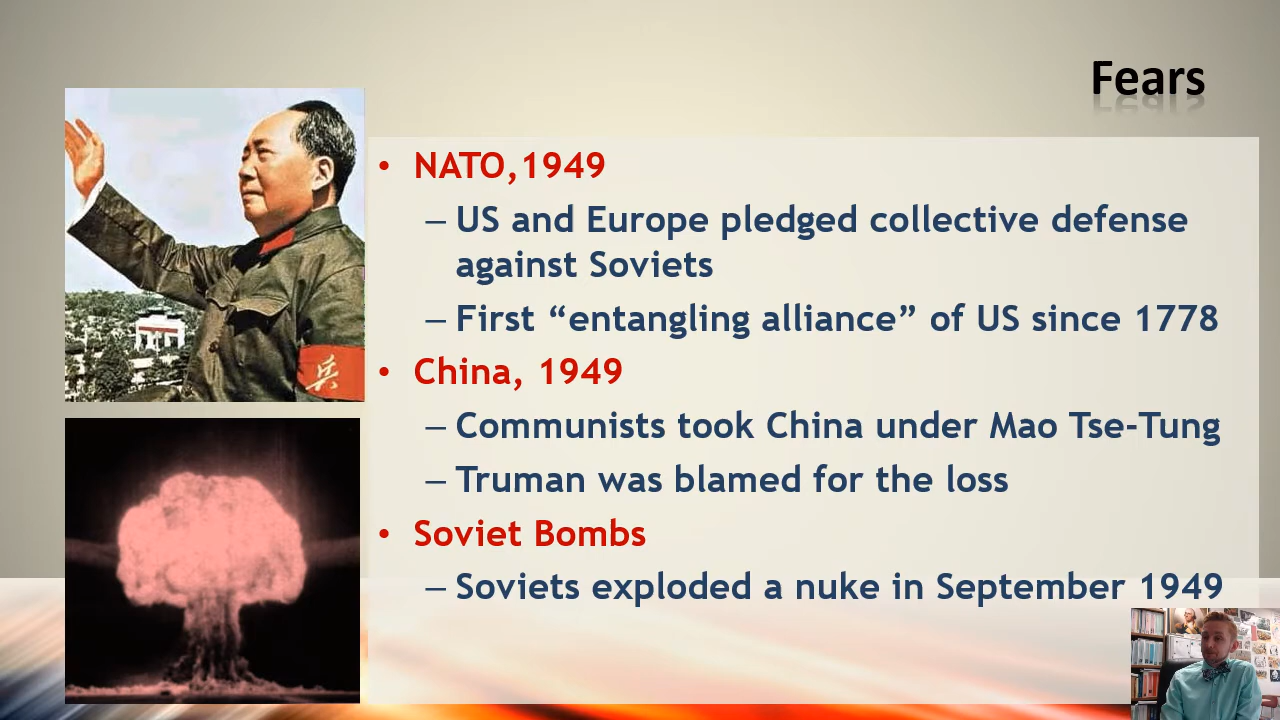 Fears
• NATO,1949
– US and Europe pledged collective defense
against Soviets
– First “entangling alliance” of US since 1778
• China, 1949
– Communists took China under Mao Tse-Tung
– Truman was blamed for the loss
• Soviet Bombs
– Soviets exploded a nuke in September 1949
兵